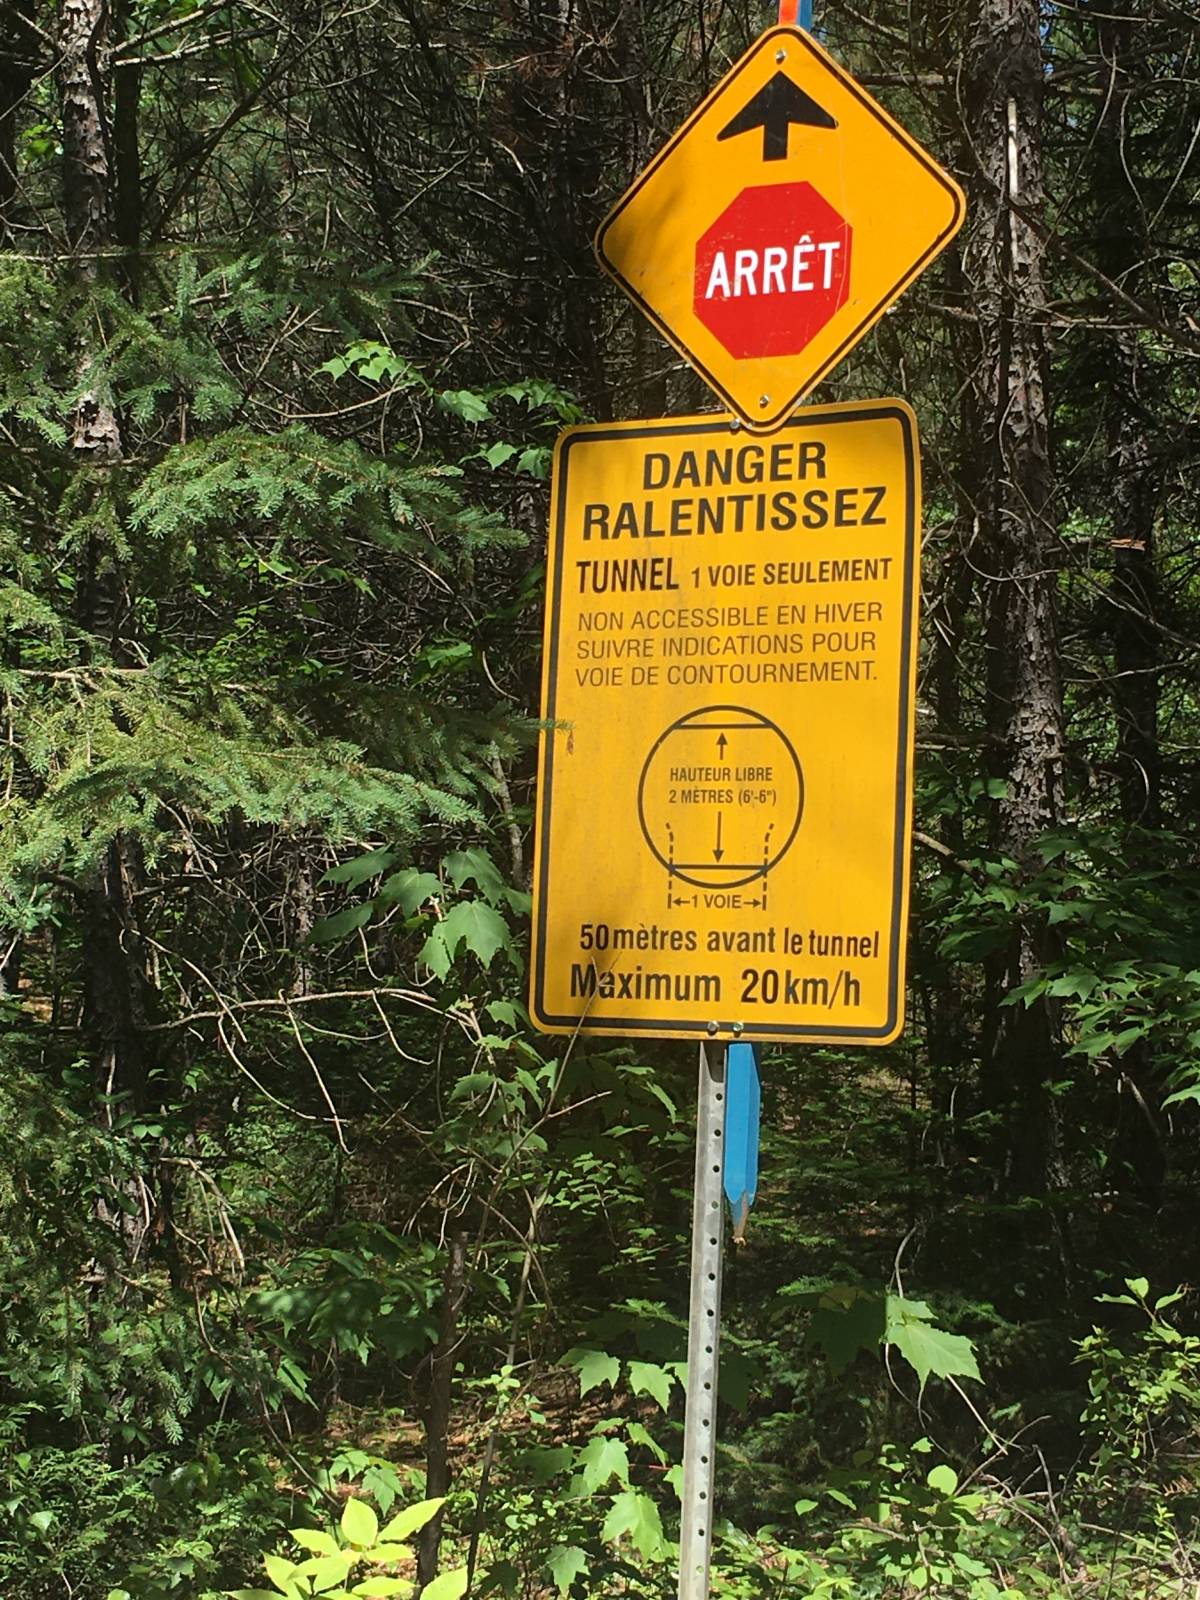 ARRÊT
DANGER
RALENTISSEZ
TUNNEL 1 VOIE SEULEMENT
NON ACCESSIBLE EN HIVER
SUIVRE INDICATIONS POUR
VOIE DE CONTOURNEMENT.
HAUTEUR LIBRE
2 MÈTRES (6'-6")
1 VOIE
50 mètres avant le tunnel
Maximum 20 km/h